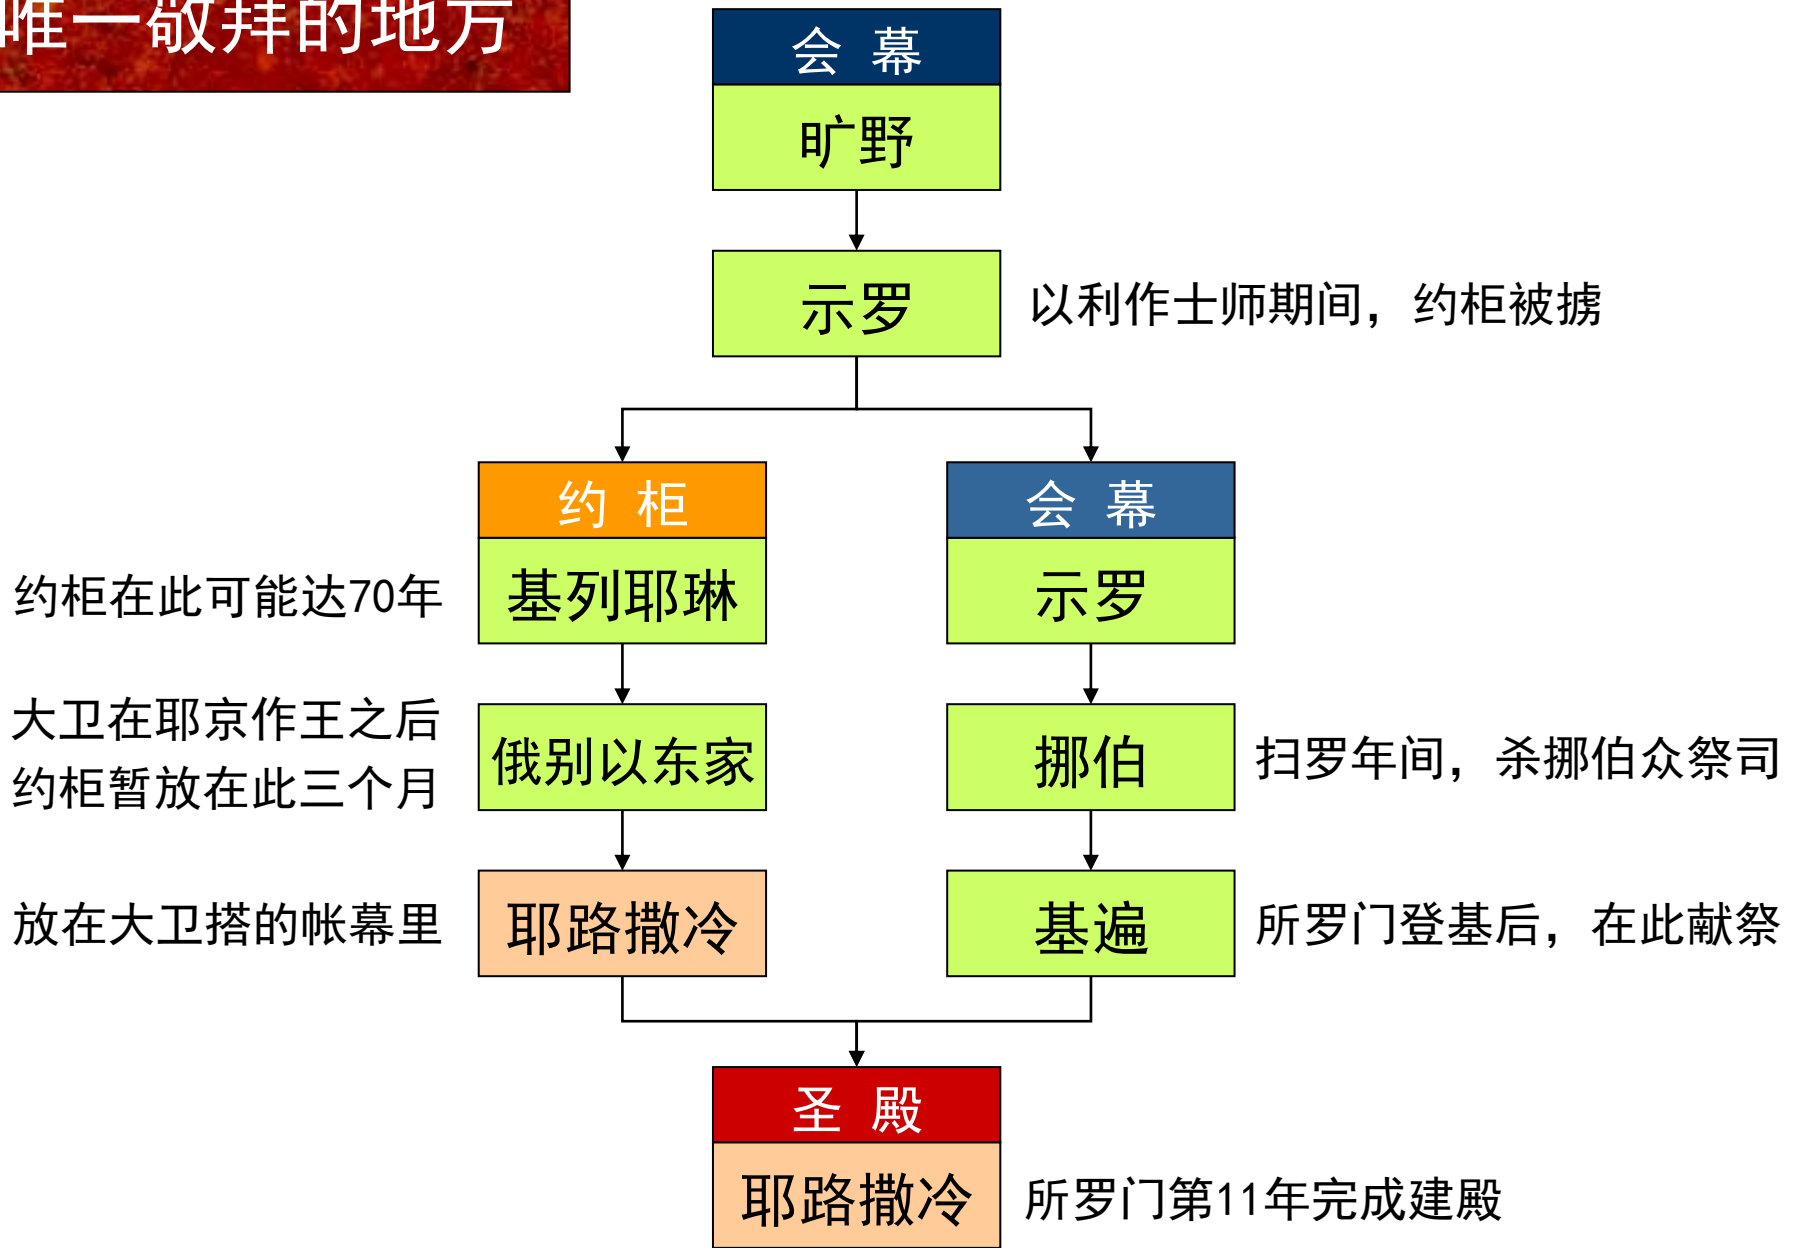 唯一敬拜的地方
会 幕
旷野
示罗
以利作士师期间，约柜被掳
约 柜
基列耶琳
约柜在此可能达70年
会 幕
示罗
大卫在耶京作王之后
约柜暂放在此三个月
俄别以东家
挪伯
扫罗年间，杀挪伯众祭司
放在大卫搭的帐幕里
耶路撒冷
基遍
所罗门登基后，在此献祭
圣 殿
耶路撒冷
所罗门第11年完成建殿